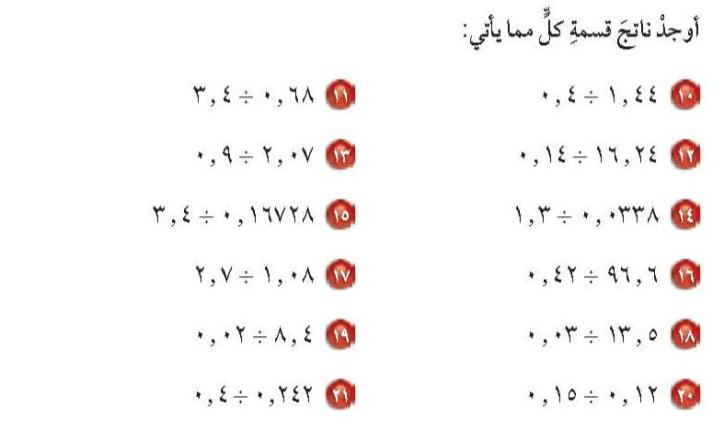 أوجدْ ناتجَ قسمةِ كلٍّ مما يأتي:
١٠ ١,٤٤ ÷ ٠,٤
١١ ٠,٦٨ ÷ ٣,٤
١٢ ١٦,٢٤ ÷ ٠,١٤
١٣ ٢,٠٧ ÷ ٠,٩
١٤ ٠,٠٣٣٨ ÷ ١,٣
١٥ ٠,١٦٧٢٨ ÷ ٣,٤
١٦ ٩٦,٦ ÷ ٠,٤٢
١٧ ١,٠٨ ÷ ٢,٧
١٨ ١٣,٥ ÷ ٠,٠٣
١٩ ٨,٤ ÷ ٠,٠٢
٢٠ ٠,١٢ ÷ ٠,١٥
٢١ ٠,٢٤٢ ÷ ٠,٤